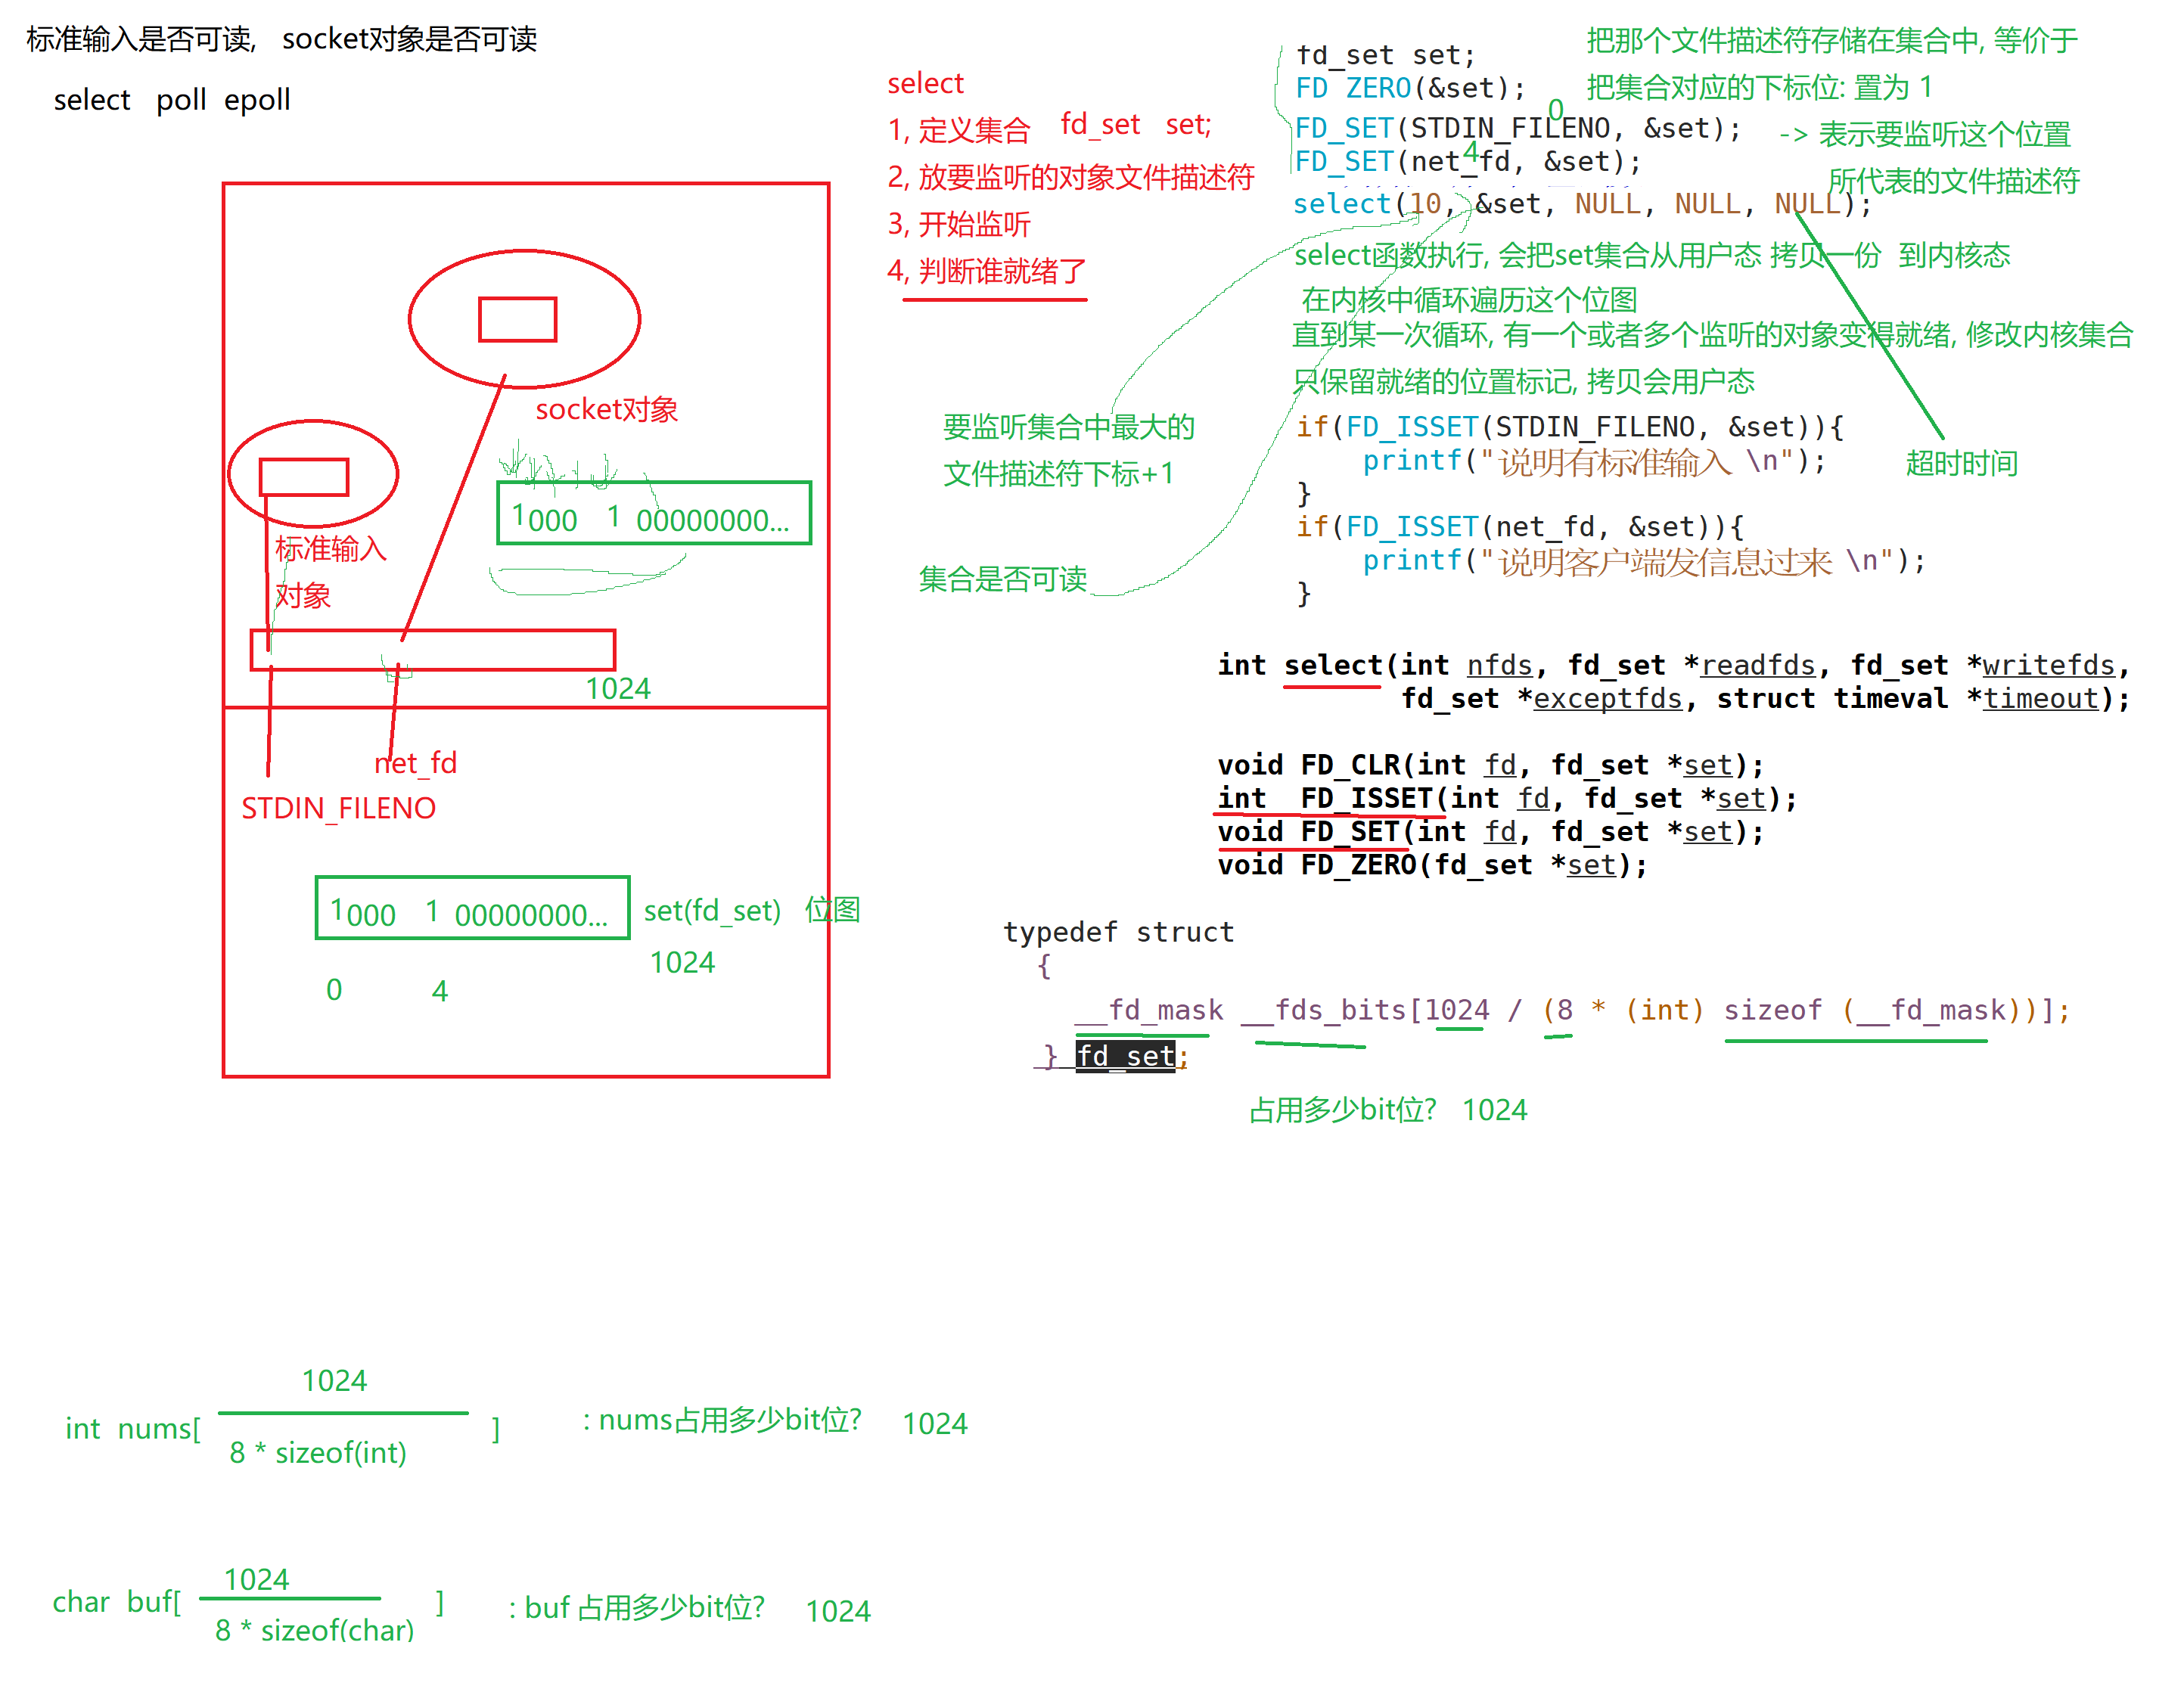 标准输入是否可读,   socket对象是否可读
select   poll  epoll
socket对象
标准输入
对象
1000   1  00000000...
1024
net_fd
STDIN_FILENO
1000   1  00000000...   set(fd_set)   位图
1024
0   4
select
1, 定义集合   fd_set   set;
2, 放要监听的对象文件描述符
3, 开始监听
4, 判断谁就绪了
要监听集合中最大的
文件描述符下标+1
集合是否可读
fd_set set;
FD_ZERO(&set);
0
FD_SET(STDIN_FILENO, &set);
4
FD_SET(net_fd, &set);
select(10, &set, NULL, NULL, NULL);
把那个文件描述符存储在集合中, 等价于
把集合对应的下标位: 置为 1
-> 表示要监听这个位置
所代表的文件描述符
select函数执行, 会把set集合从用户态 拷贝一份  到内核态
在内核中循环遍历这个位图
直到某一次循环, 有一个或者多个监听的对象变得就绪, 修改内核集合
只保留就绪的位置标记, 拷贝会用户态
if(FD_ISSET(STDIN_FILENO, &set)){
printf("说明有标准输入 \n");
}
if(FD_ISSET(net_fd, &set)){
printf("说明客户端发信息过来 \n");
}
超时时间
int select(int nfds, fd_set *readfds, fd_set *writefds,
fd_set *exceptfds, struct timeval *timeout);
void FD_CLR(int fd, fd_set *set);
int  FD_ISSET(int fd, fd_set *set);
void FD_SET(int fd, fd_set *set);
void FD_ZERO(fd_set *set);
typedef struct
{
__fd_mask __fds_bits[1024 / (8 * (int) sizeof (__fd_mask))];
} fd_set;
占用多少bit位?   1024
1024
int  nums[   ]   : nums占用多少bit位?   1024
8 * sizeof(int)
1024
char  buf[   ]   : buf 占用多少bit位?   1024
8 * sizeof(char)